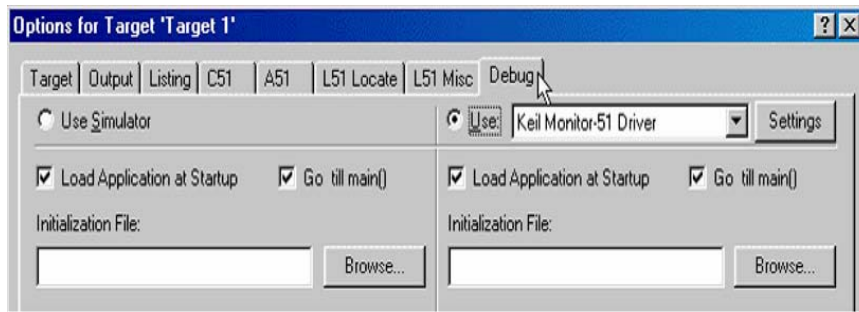 Options for Target 'Target 1'
Target Output Listing C51 A51 L51 Locate L51 Misc Debug
Use Simulator Use: Keil Monitor-51 Driver Settings
Load Application at Startup Go till main() Load Application at Startup Go till main()
Initialization File: Initialization File:
Browse... Browse...